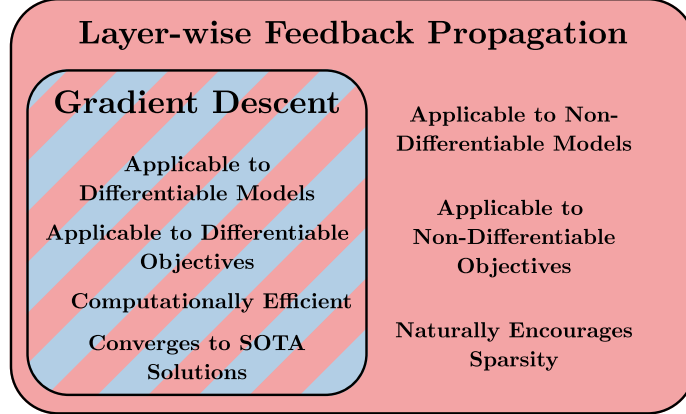 Layer-wise Feedback Propagation
Gradient Descent
Applicable to
Differentiable Models
Applicable to Differentiable
Objectives
Computationally Efficient
Converges to SOTA
Solutions
Applicable to Non-
Differentiable Models
Applicable to
Non-Differentiable
Objectives
Naturally Encourages
Sparsity